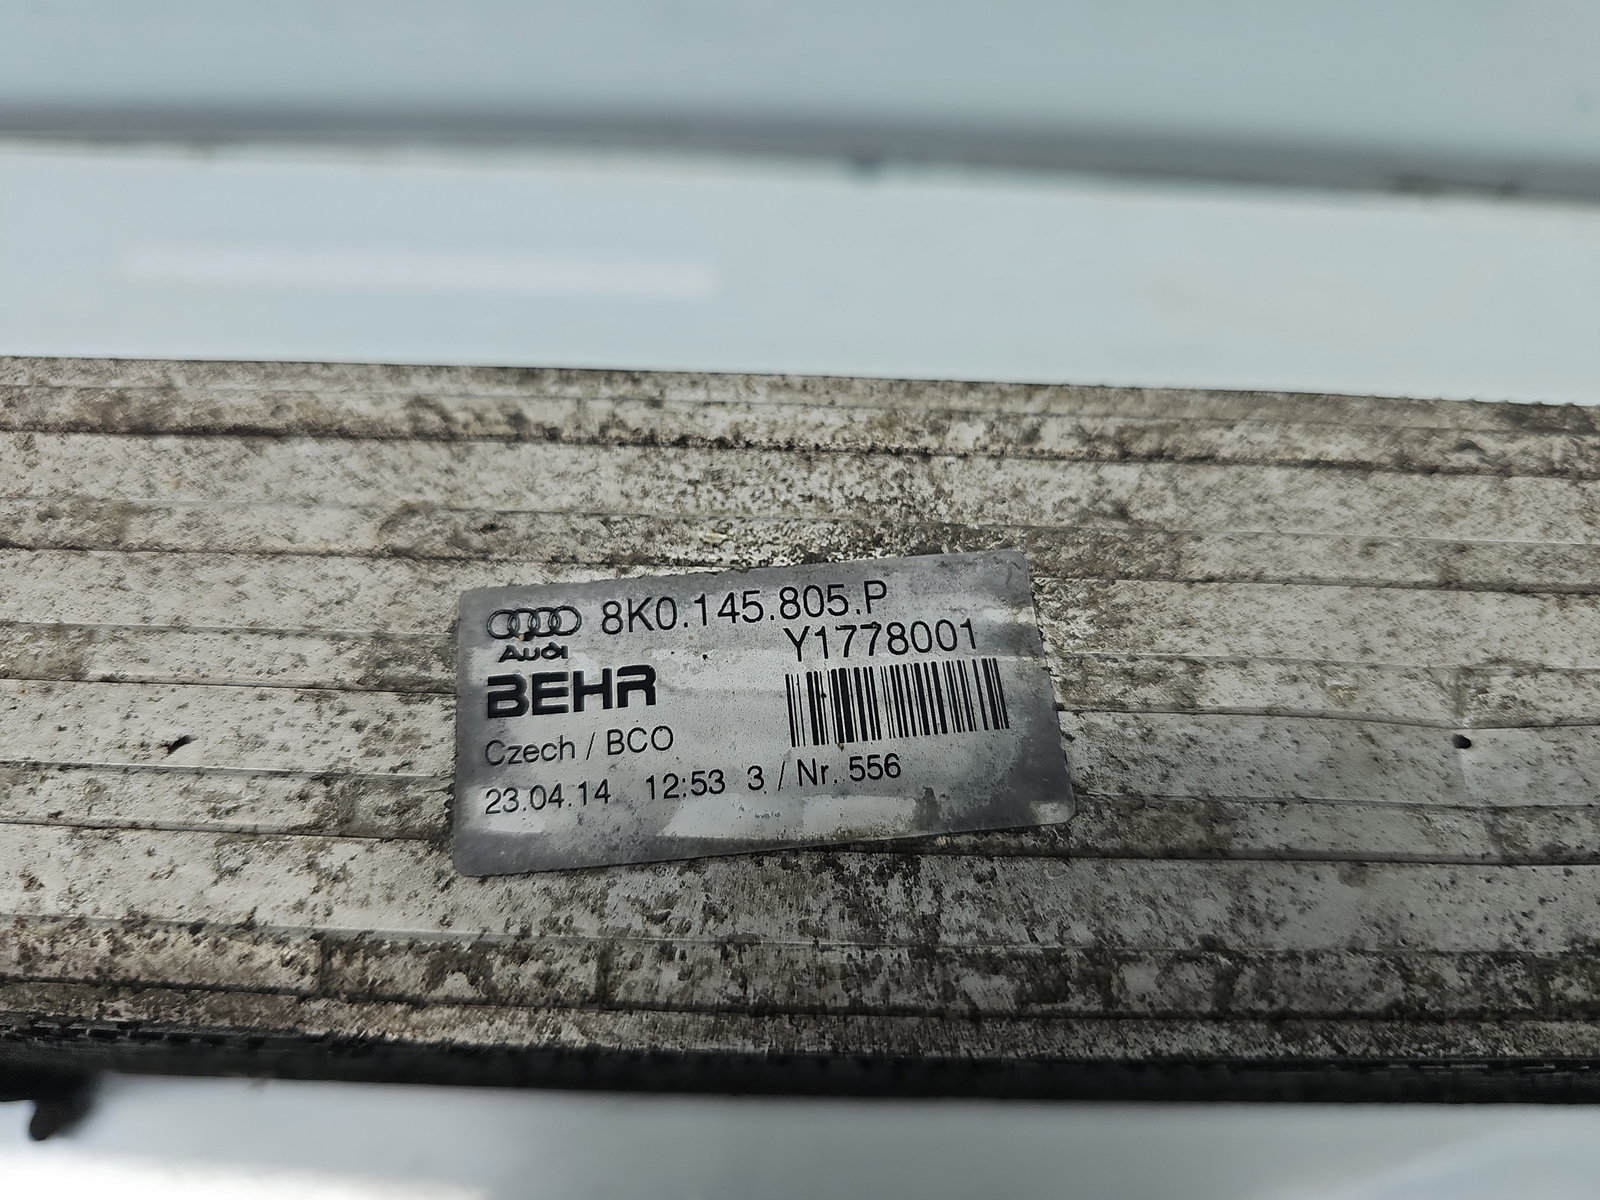 8K0.145.805.P
Y1778001
Audi
BEHR
Czech / BCO
23.04.14 12:53 3 / Nr. 556